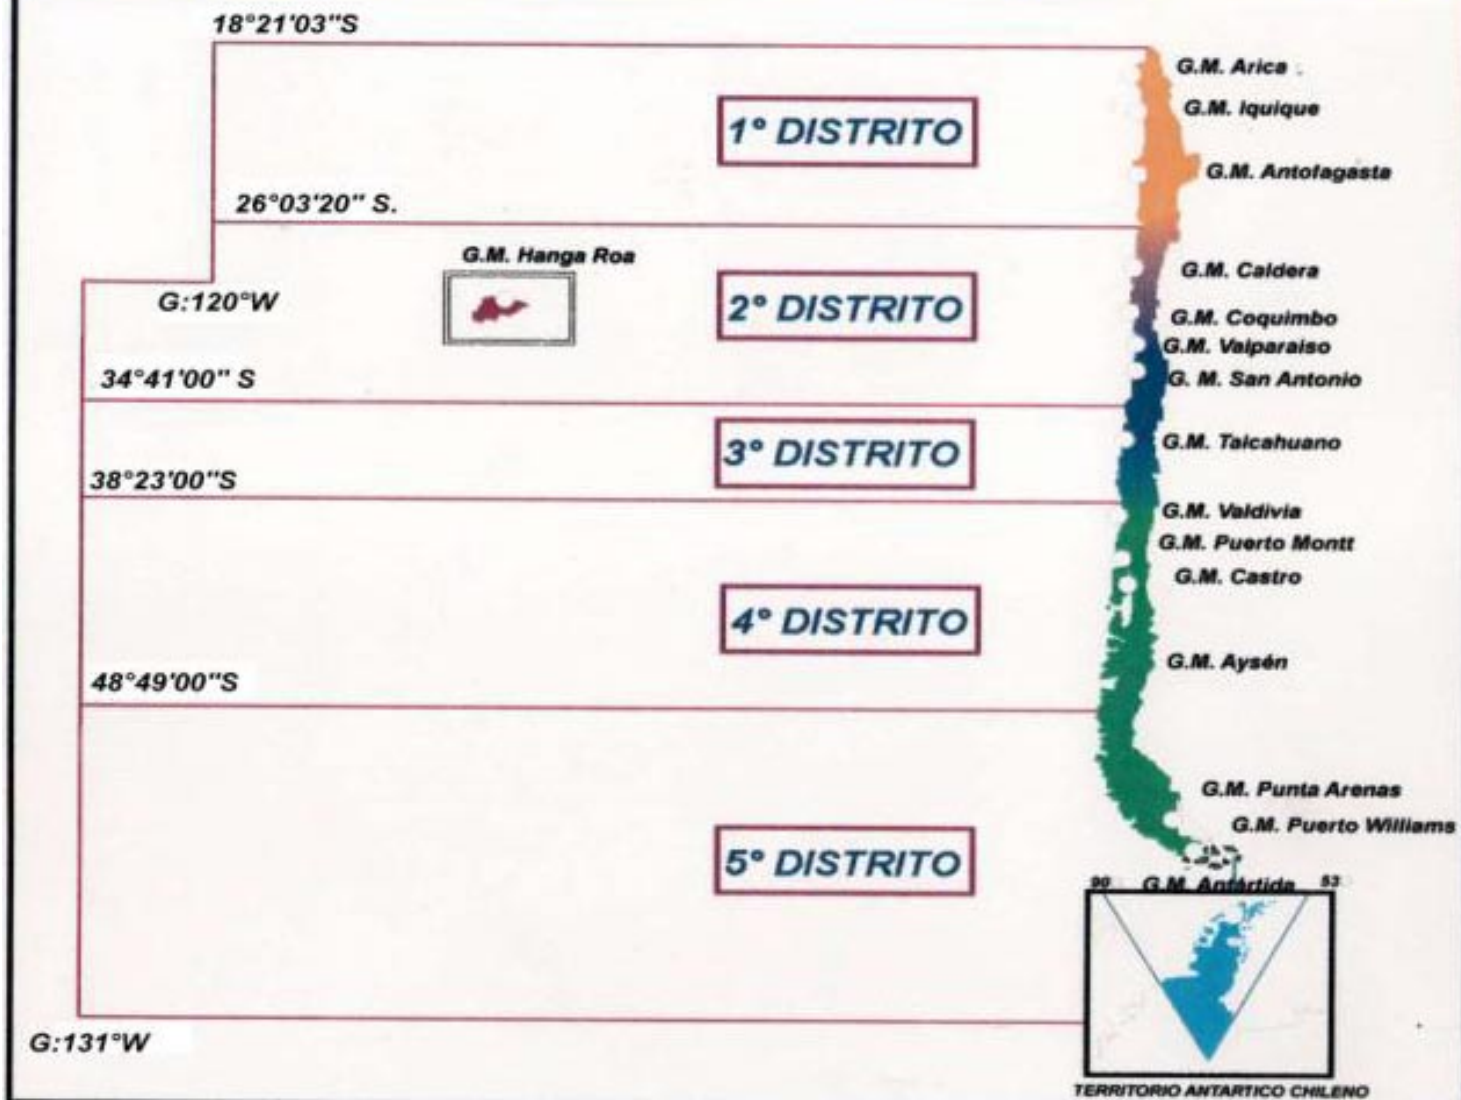 18°21'03"S
G.M. Arica
G.M. Iquique
1° DISTRITO
G.M. Antofagasta
26°03'20" S.
G.M. Hanga Roa
G.M. Caldera
G:120°W
2° DISTRITO
G.M. Coquimbo
G.M. Valparaiso
34°41'00" S
G. M. San Antonio
3° DISTRITO
G.M. Talcahuano
38°23'00"S
G.M. Valdivia
G.M. Puerto Montt
G.M. Castro
4° DISTRITO
G.M. Aysén
48°49'00"S
G.M. Punta Arenas
G.M. Puerto Williams
5° DISTRITO
90 G.M. Antártida 53
G:131°W
TERRITORIO ANTARTICO CHILENO